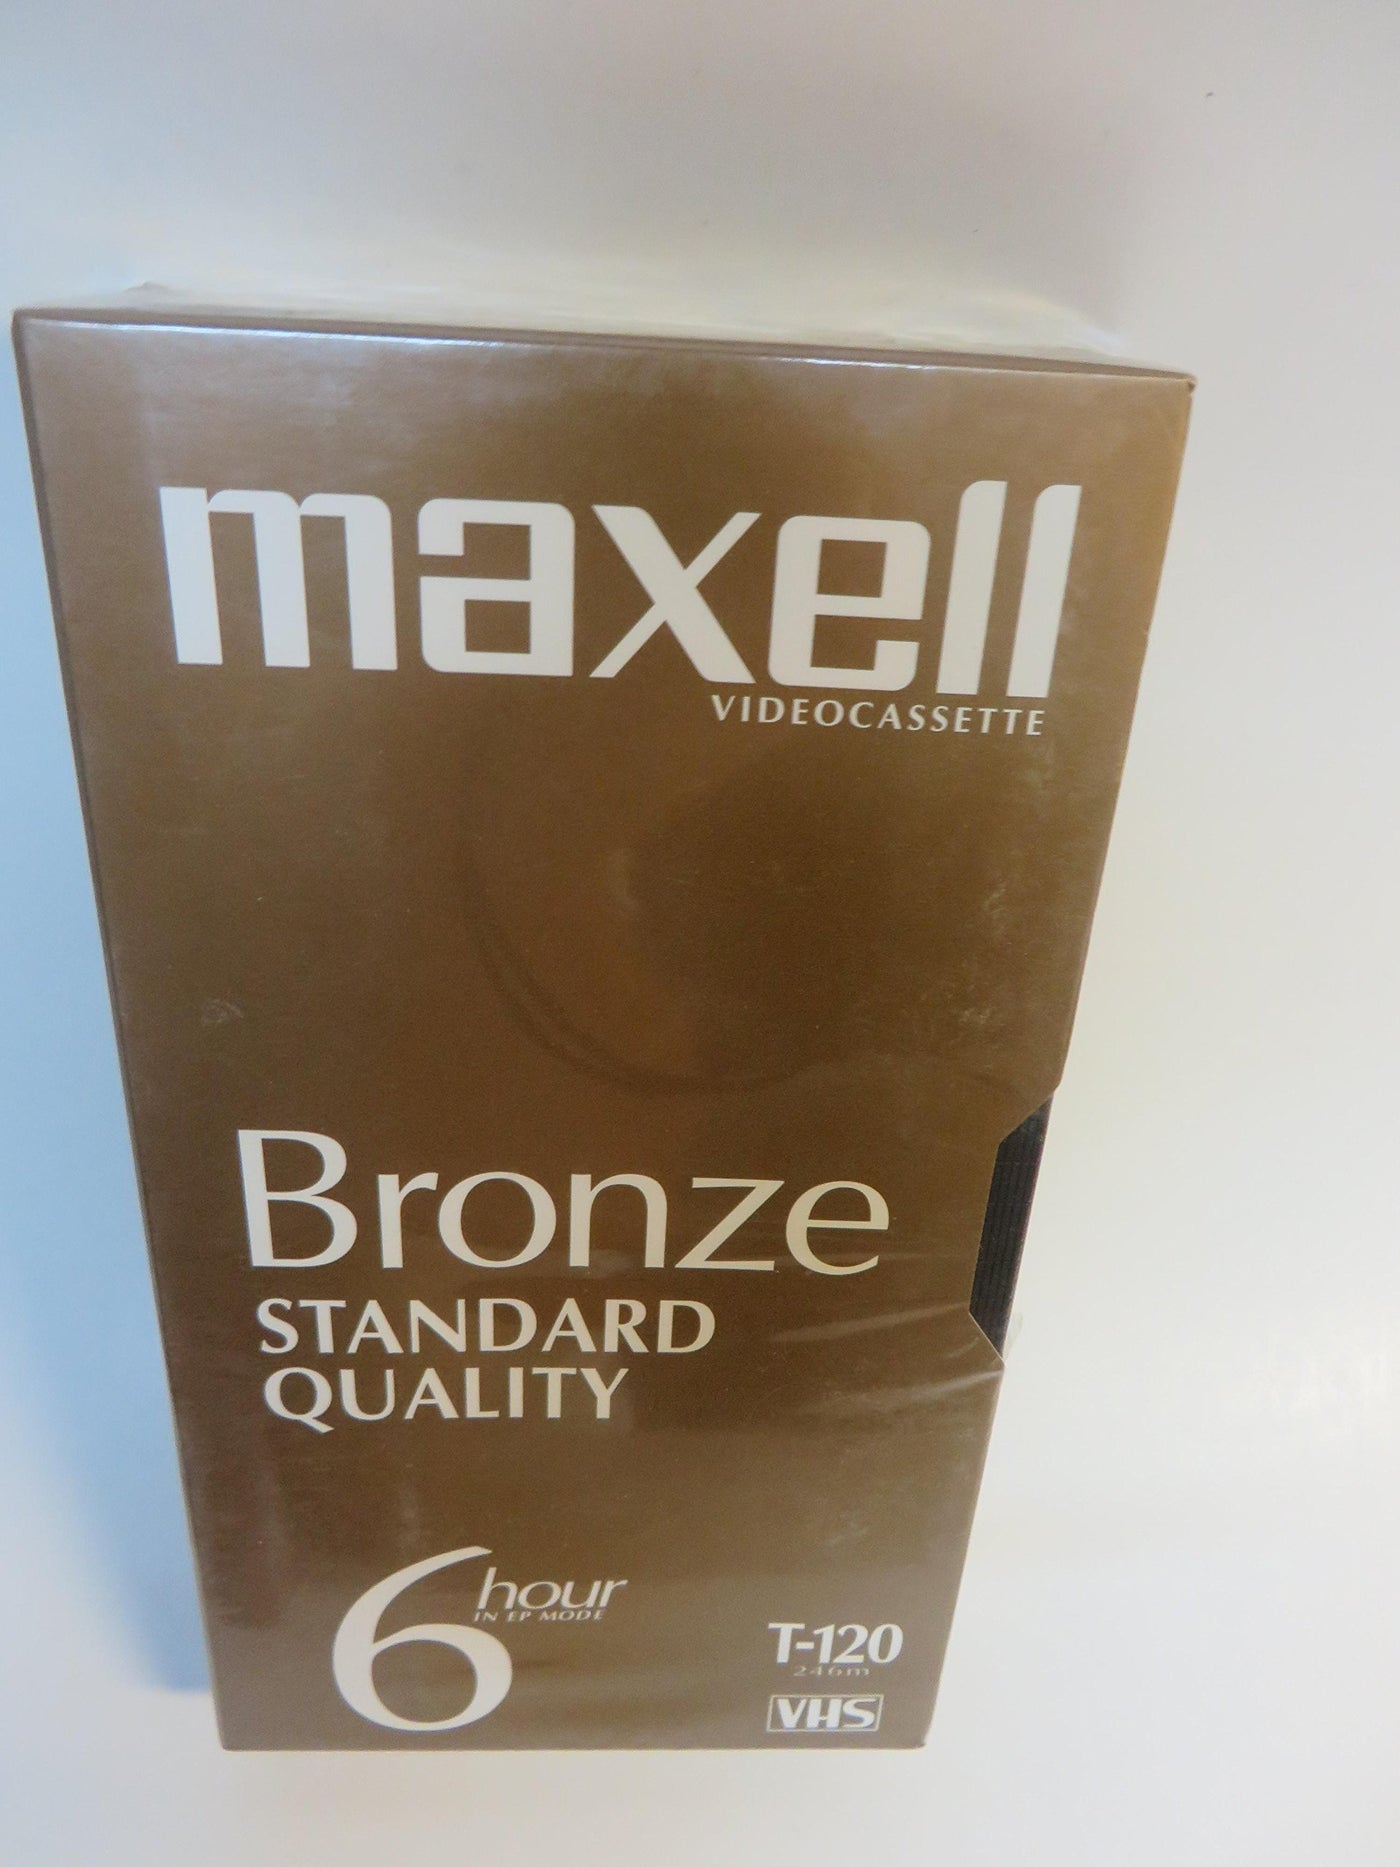 maxell
VIDEOCASSETTE
Bronze
STANDARD
QUALITY
6 hour
IN EP MODE
T-120
246m
VHS